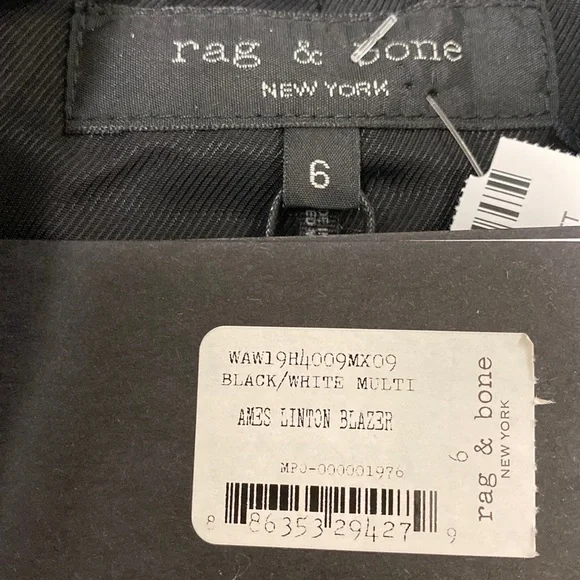 rag & bone
NEW YORK
6
WAW19H4009MX09
BLACK/WHITE MULTI
AMES LINTON BLAZER
MPO-000001976
8 86353 29427 9
6
rag & bone
NEW YORK